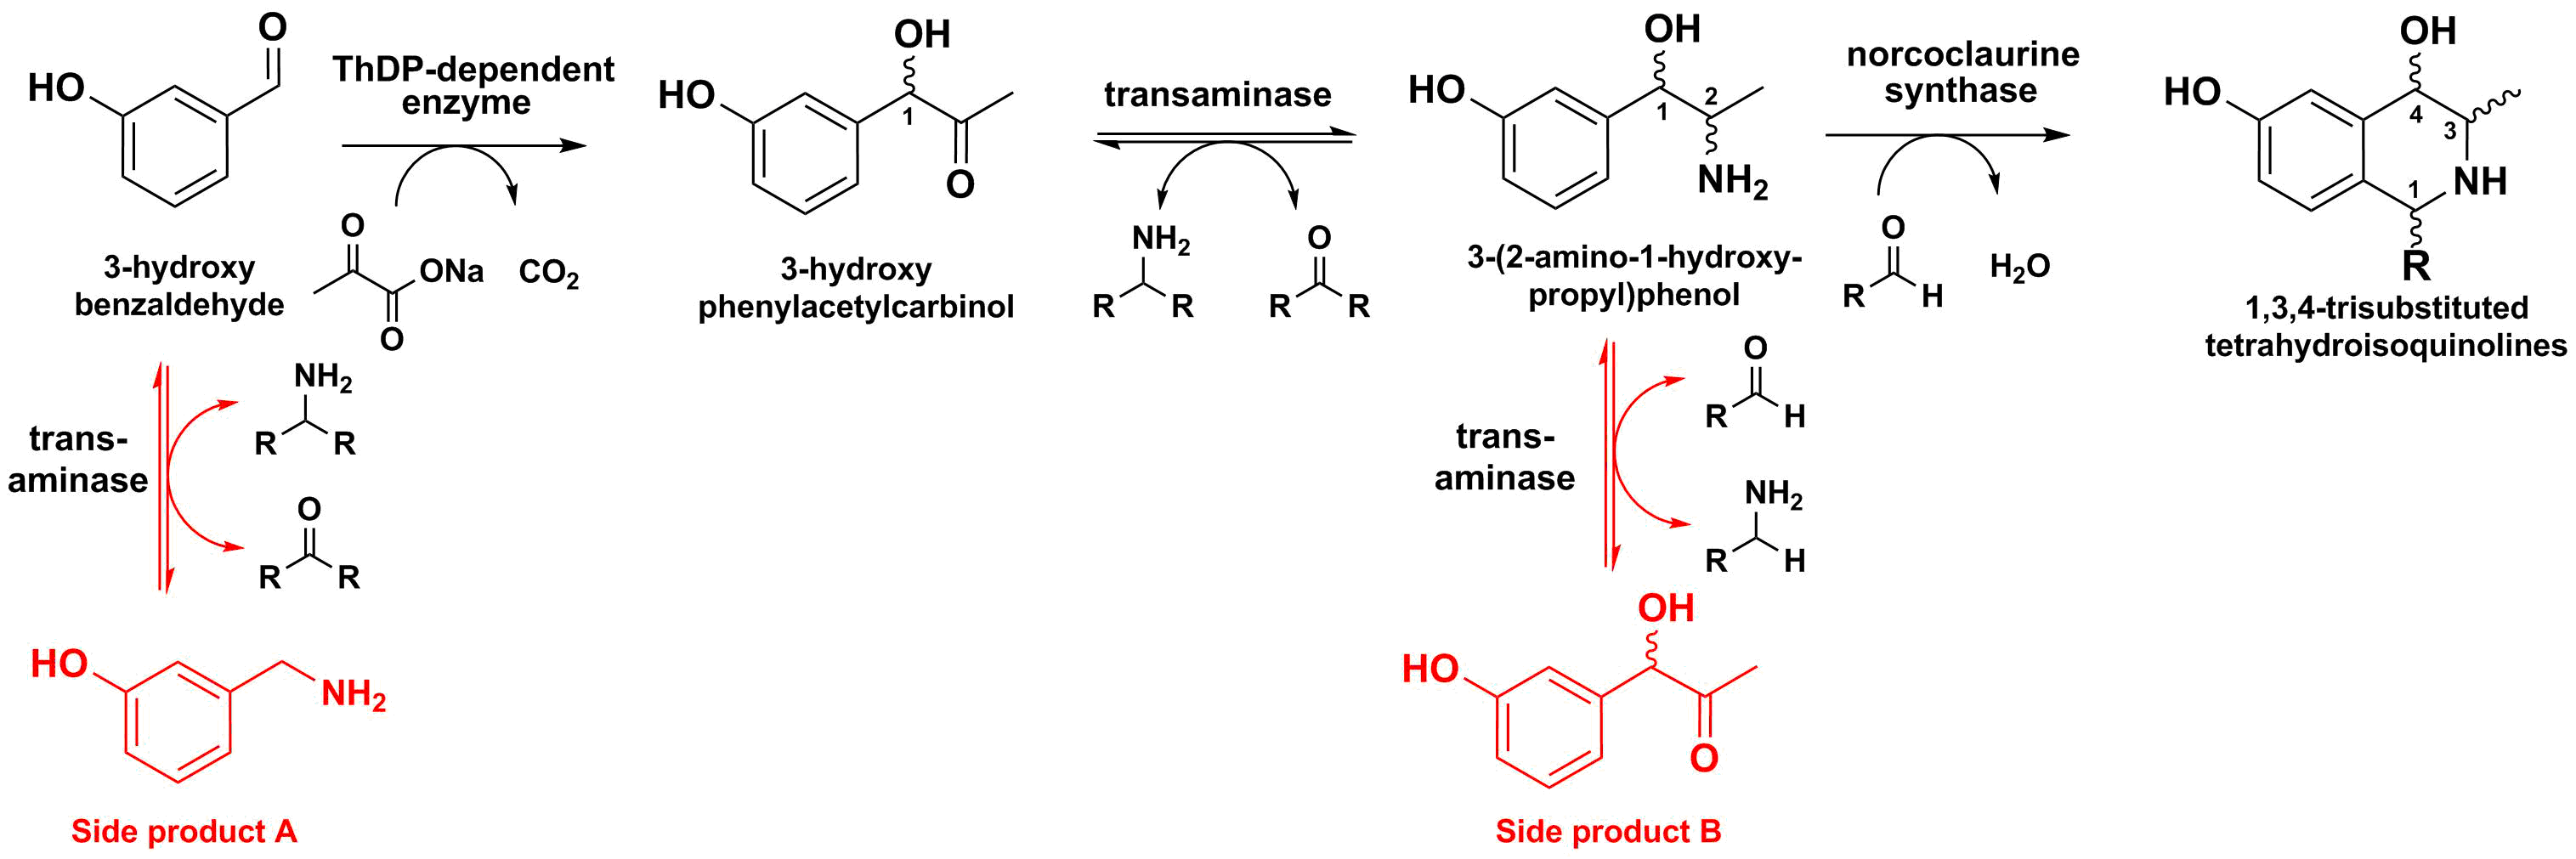 O
HO
ThDP-dependent
enzyme
O
ONa
O
CO2
3-hydroxy
benzaldehyde
OH
HO
1
O
3-hydroxy
phenylacetylcarbinol
transaminase
NH2
R R
O
R R
OH
HO
1
2
NH2
3-(2-amino-1-hydroxy-
propyl)phenol
norcoclaurine
synthase
O
R H
H2O
OH
HO
4
3
NH
1
R
1,3,4-trisubstituted
tetrahydroisoquinolines
trans-
aminase
NH2
R R
O
R R
HO
NH2
Side product A
trans-
aminase
O
R H
NH2
R H
OH
HO
O
Side product B